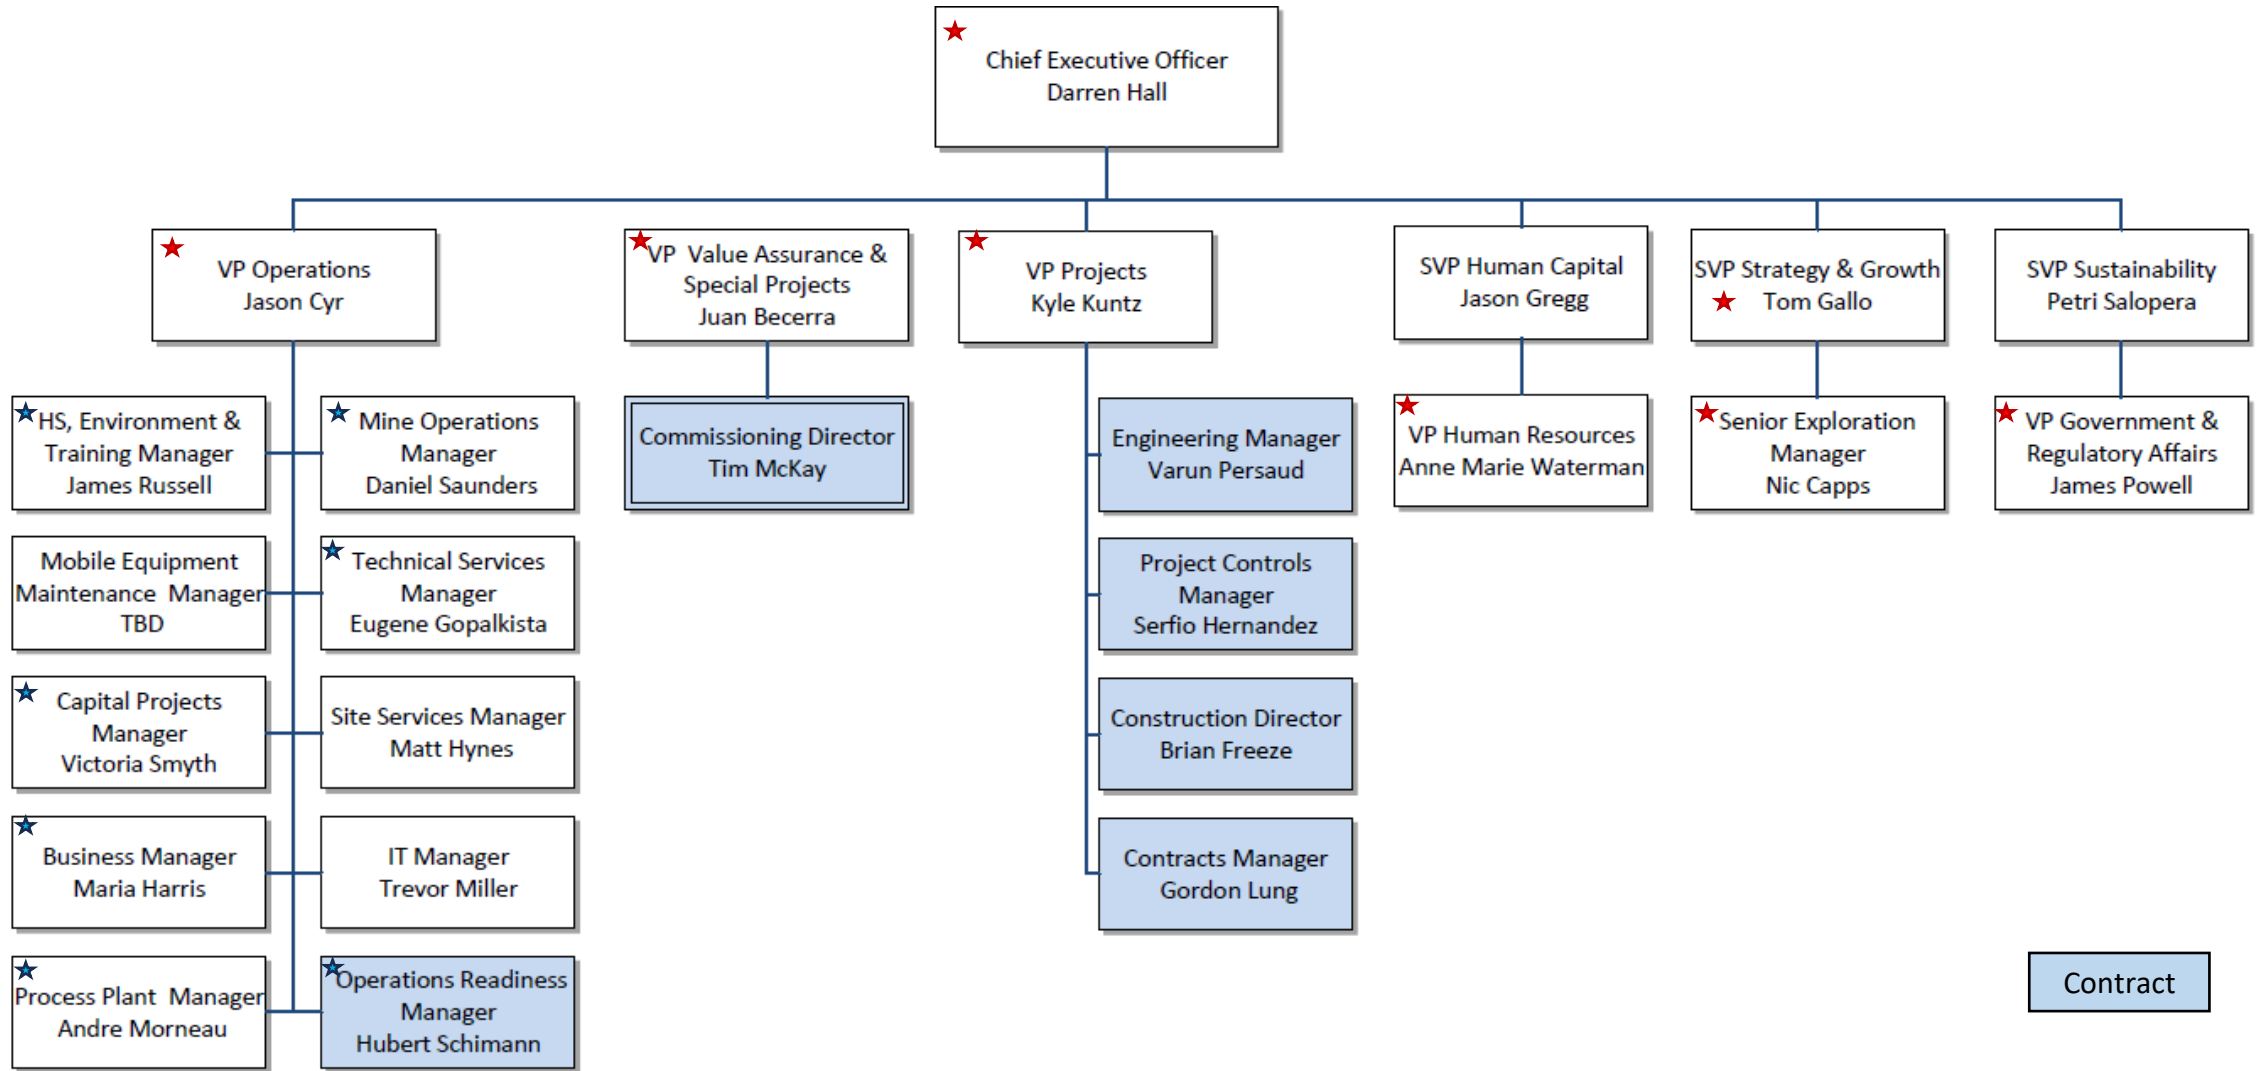 Chief Executive Officer
Darren Hall
VP Operations
Jason Cyr
VP Value Assurance &
Special Projects
Juan Becerra
VP Projects
Kyle Kuntz
SVP Human Capital
Jason Gregg
SVP Strategy & Growth
Tom Gallo
SVP Sustainability
Petri Salopera
HS, Environment &
Training Manager
James Russell
Mine Operations
Manager
Daniel Saunders
Commissioning Director
Tim McKay
Engineering Manager
Varun Persaud
VP Human Resources
Anne Marie Waterman
Senior Exploration
Manager
Nic Capps
VP Government &
Regulatory Affairs
James Powell
Mobile Equipment
Maintenance Manager
TBD
Technical Services
Manager
Eugene Gopalkista
Project Controls
Manager
Serfio Hernandez
Capital Projects
Manager
Victoria Smyth
Site Services Manager
Matt Hynes
Construction Director
Brian Freeze
Business Manager
Maria Harris
IT Manager
Trevor Miller
Contracts Manager
Gordon Lung
Process Plant Manager
Andre Morneau
Operations Readiness
Manager
Hubert Schimann
Contract